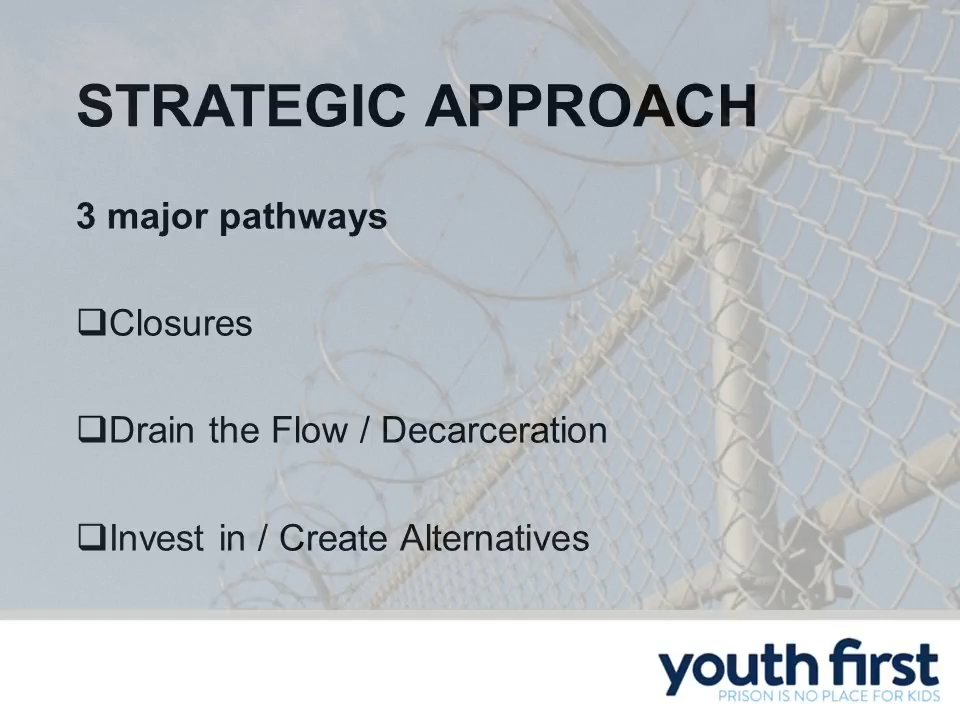 STRATEGIC APPROACH
3 major pathways
❑Closures
❑Drain the Flow / Decarceration
❑Invest in / Create Alternatives
youth first
PRISON IS NO PLACE FOR KIDS